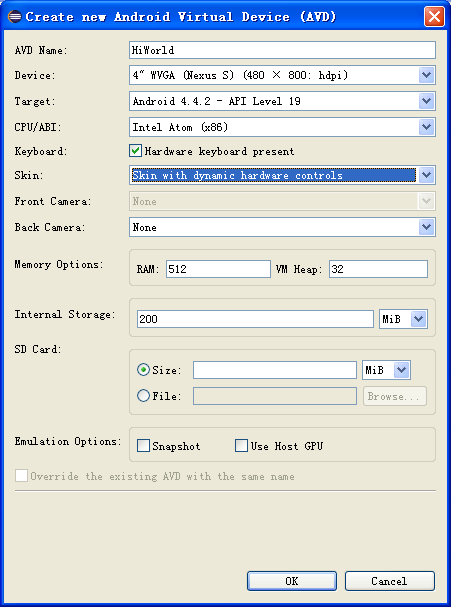 Create new Android Virtual Device (AVD)
AVD Name: HiWorld
Device: 4" WVGA (Nexus S) (480 × 800: hdpi)
Target: Android 4.4.2 - API Level 19
CPU/ABI: Intel Atom (x86)
Keyboard: Hardware keyboard present
Skin: Skin with dynamic hardware controls
Front Camera: None
Back Camera: None
Memory Options: RAM: 512 VM Heap: 32
Internal Storage: 200 MiB
SD Card:
Size: MiB
File: Browse...
Emulation Options: Snapshot Use Host GPU
Override the existing AVD with the same name
OK Cancel